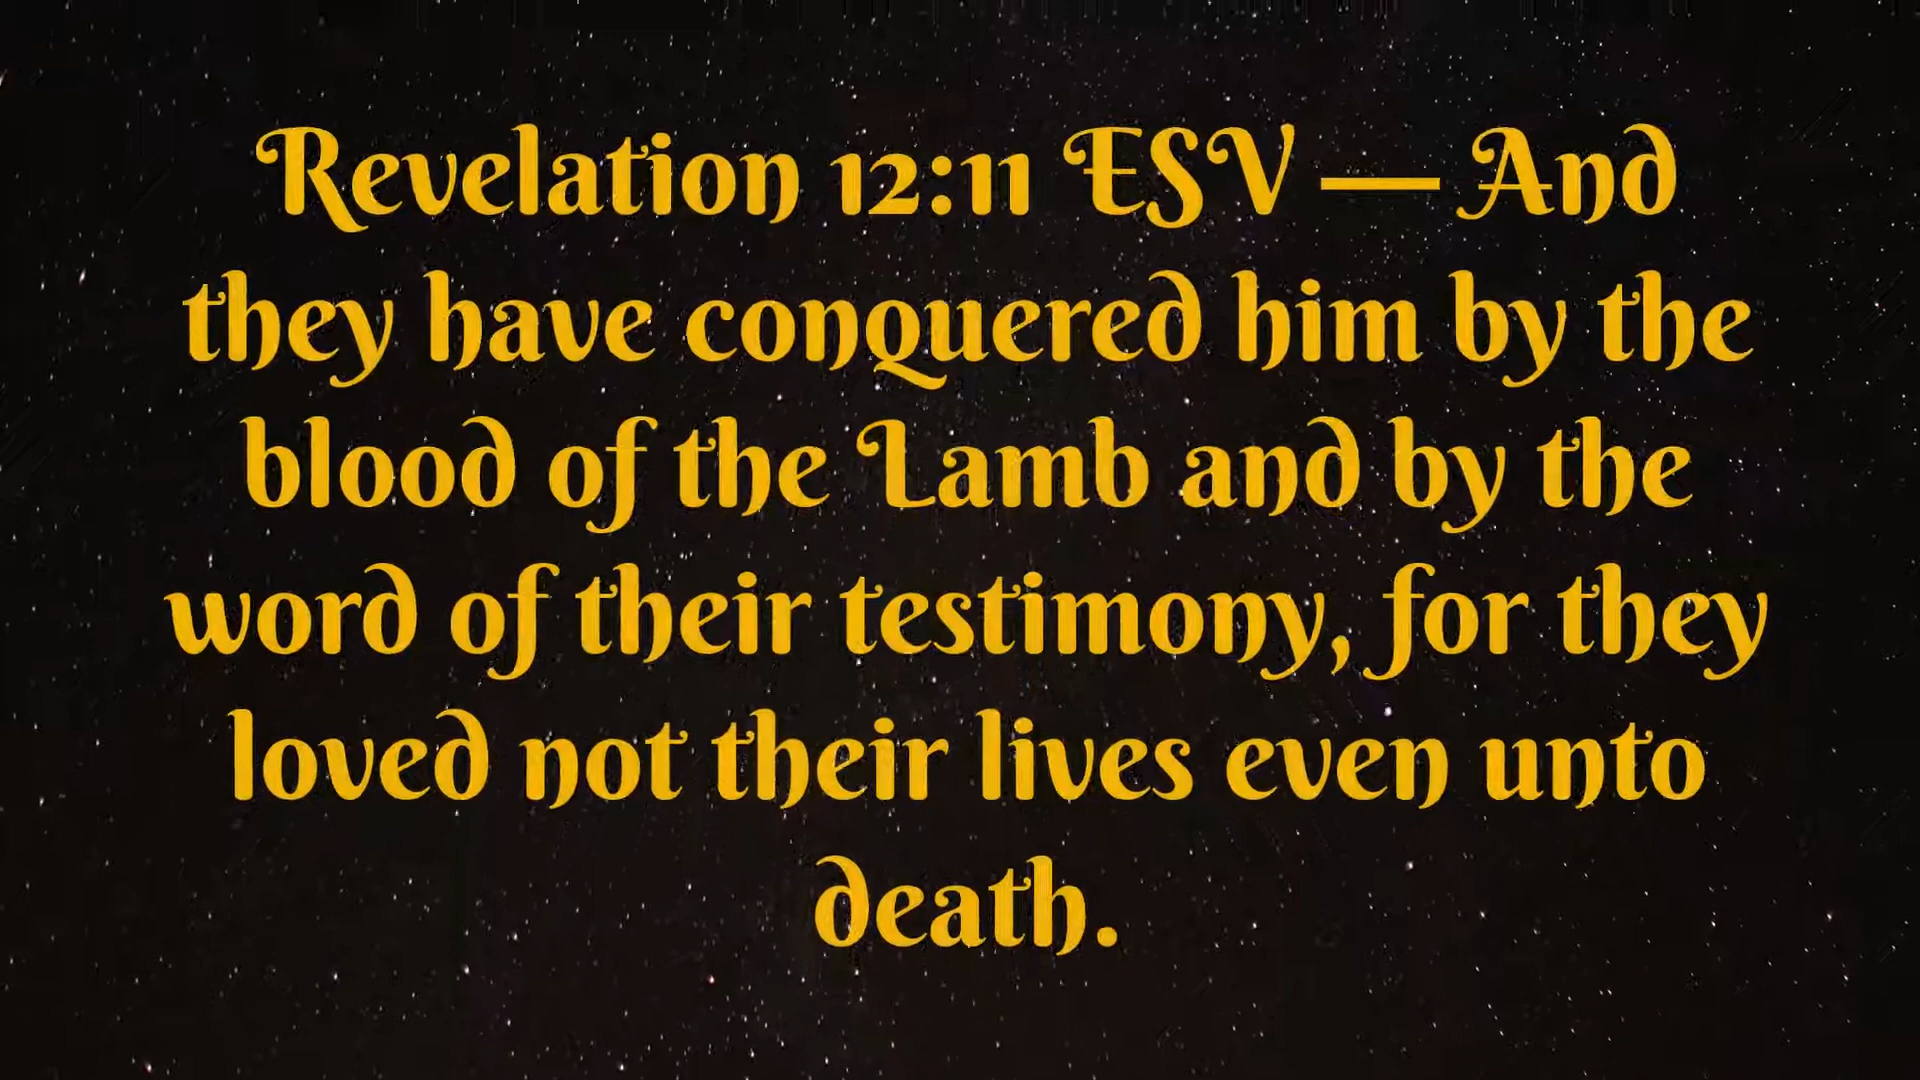 Revelation 12:11 ESV — And
they have conquered him by the
blood of the Lamb and by the
word of their testimony, for they
loved not their lives even unto
death.